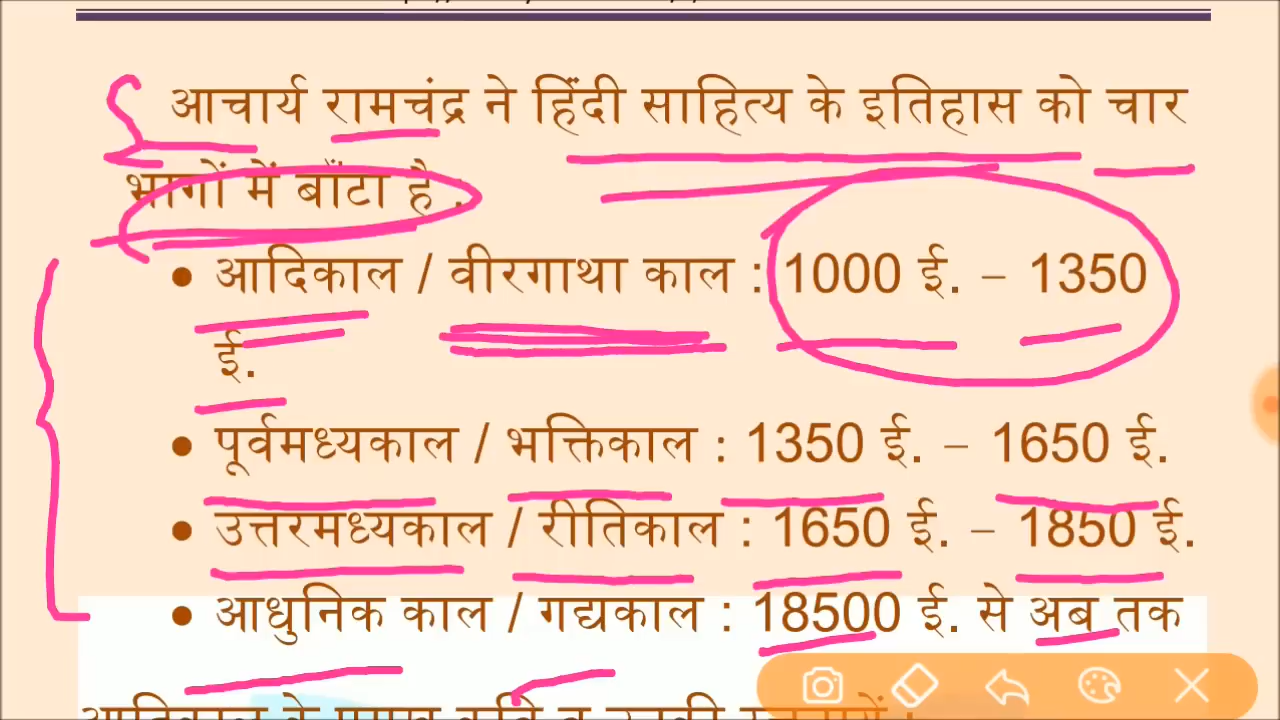 आचार्य रामचंद्र ने हिंदी साहित्य के इतिहास को चार
भागों में बाँटा है :
• आदिकाल / वीरगाथा काल : 1000 ई. – 1350
ई.
• पूर्वमध्यकाल / भक्तिकाल : 1350 ई. – 1650 ई.
• उत्तरमध्यकाल / रीतिकाल : 1650 ई. – 1850 ई.
• आधुनिक काल / गद्यकाल : 18500 ई. से अब तक